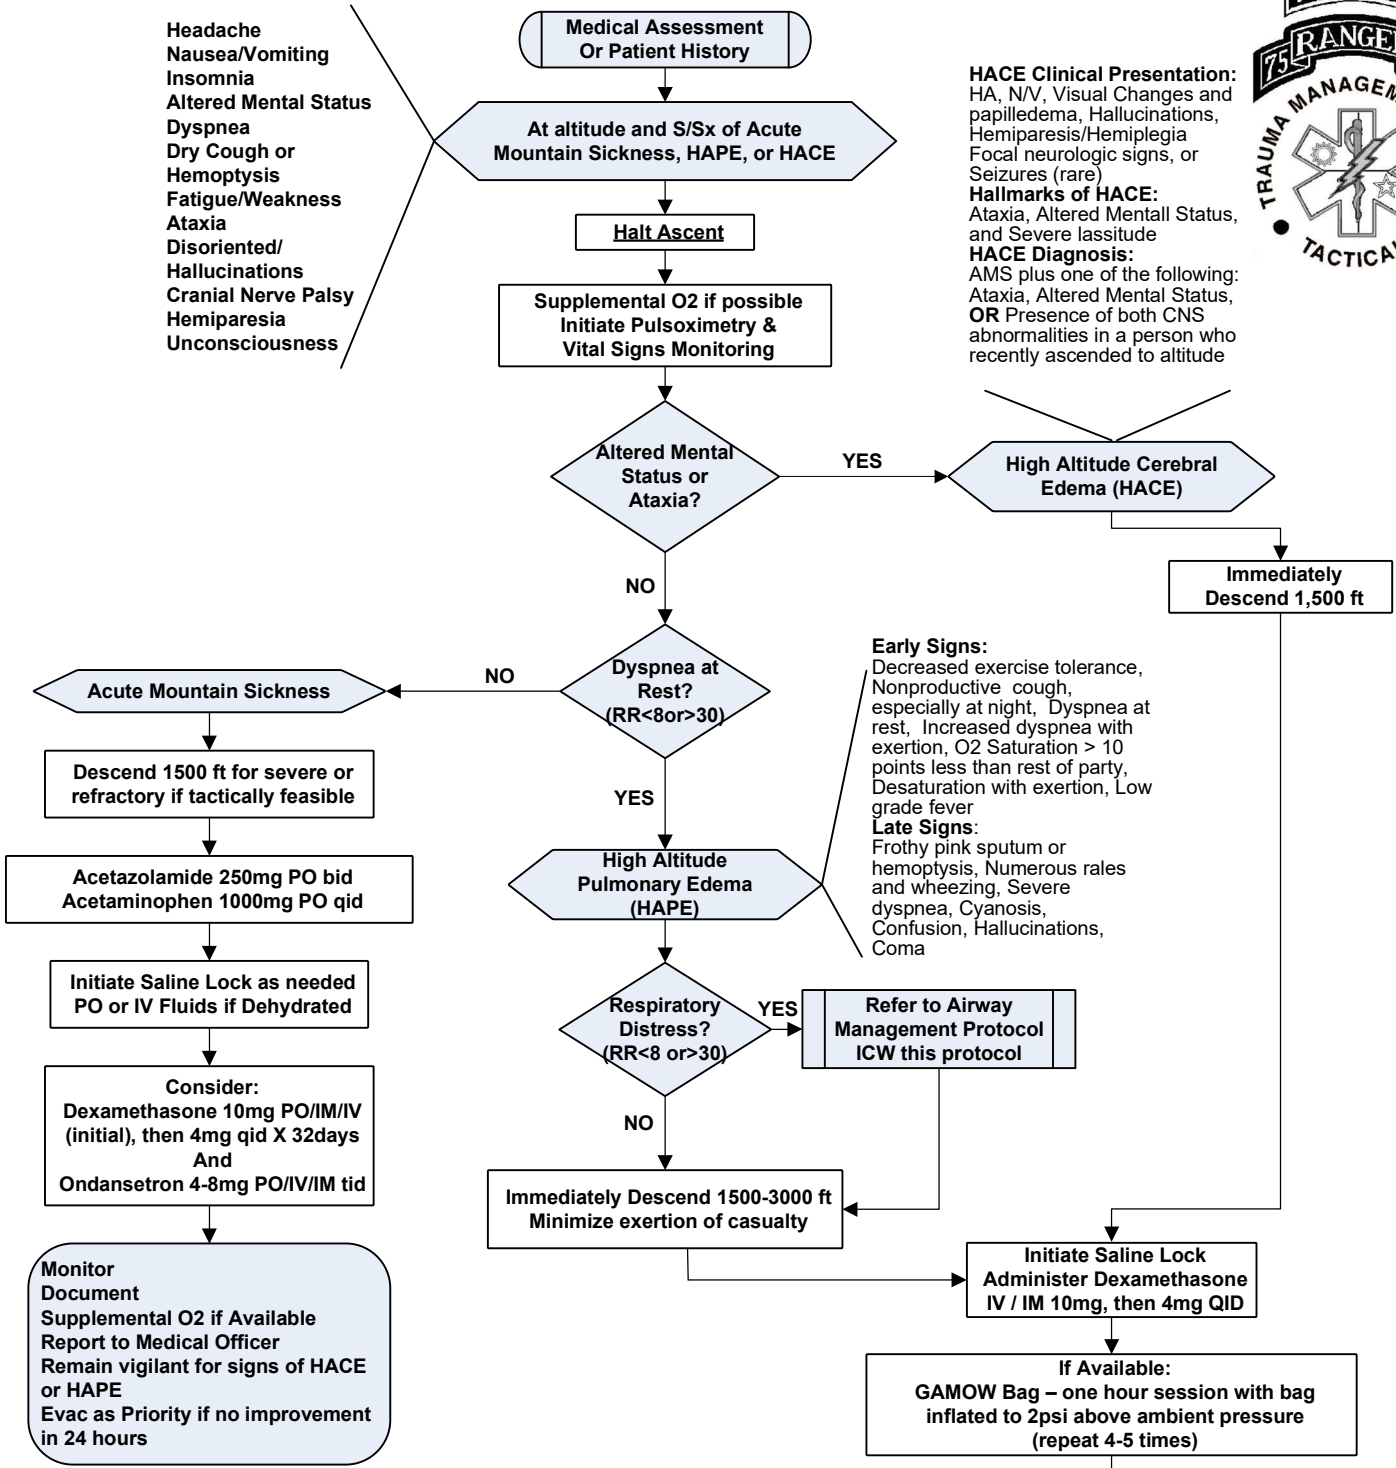 Headache
Nausea/Vomiting
Insomnia
Altered Mental Status
Dyspnea
Dry Cough or
Hemoptysis
Fatigue/Weakness
Ataxia
Disoriented/
Hallucinations
Cranial Nerve Palsy
Hemiparesia
Unconsciousness
Medical Assessment
Or Patient History
At altitude and S/Sx of Acute
Mountain Sickness, HAPE, or HACE
Halt Ascent
Supplemental O2 if possible
Initiate Pulsoximetry &
Vital Signs Monitoring
HACE Clinical Presentation:
HA, N/V, Visual Changes and
papilledema, Hallucinations,
Hemiparesis/Hemiplegia
Focal neurologic signs, or
Seizures (rare)
Hallmarks of HACE:
Ataxia, Altered Mentall Status,
and Severe lassitude
HACE Diagnosis:
AMS plus one of the following:
Ataxia, Altered Mental Status,
OR Presence of both CNS
abnormalities in a person who
recently ascended to altitude
75 RANGE
TRAUMA MANAGEM
TACTICA
Altered Mental
Status or
Ataxia?
YES
High Altitude Cerebral
Edema (HACE)
NO
Immediately
Descend 1,500 ft
Dyspnea at
Rest?
(RR<8or>30)
NO
Acute Mountain Sickness
YES
Early Signs:
Decreased exercise tolerance,
Nonproductive cough,
especially at night, Dyspnea at
rest, Increased dyspnea with
exertion, O2 Saturation > 10
points less than rest of party,
Desaturation with exertion, Low
grade fever
Late Signs:
Frothy pink sputum or
hemoptysis, Numerous rales
and wheezing, Severe
dyspnea, Cyanosis,
Confusion, Hallucinations,
Coma
Descend 1500 ft for severe or
refractory if tactically feasible
Acetazolamide 250mg PO bid
Acetaminophen 1000mg PO qid
Initiate Saline Lock as needed
PO or IV Fluids if Dehydrated
Consider:
Dexamethasone 10mg PO/IM/IV
(initial), then 4mg qid X 32days
And
Ondansetron 4-8mg PO/IV/IM tid
Monitor
Document
Supplemental O2 if Available
Report to Medical Officer
Remain vigilant for signs of HACE
or HAPE
Evac as Priority if no improvement
in 24 hours
High Altitude
Pulmonary Edema
(HAPE)
Respiratory
Distress?
(RR<8 or>30)
YES
Refer to Airway
Management Protocol
ICW this protocol
NO
Immediately Descend 1500-3000 ft
Minimize exertion of casualty
Initiate Saline Lock
Administer Dexamethasone
IV / IM 10mg, then 4mg QID
If Available:
GAMOW Bag – one hour session with bag
inflated to 2psi above ambient pressure
(repeat 4-5 times)